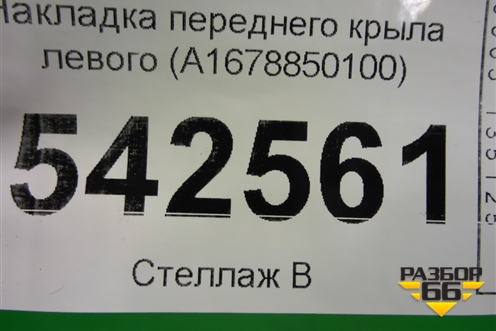 накладка переднего крыла
левого (A1678850100)
542561
Стеллаж В
РАЗБОР
66